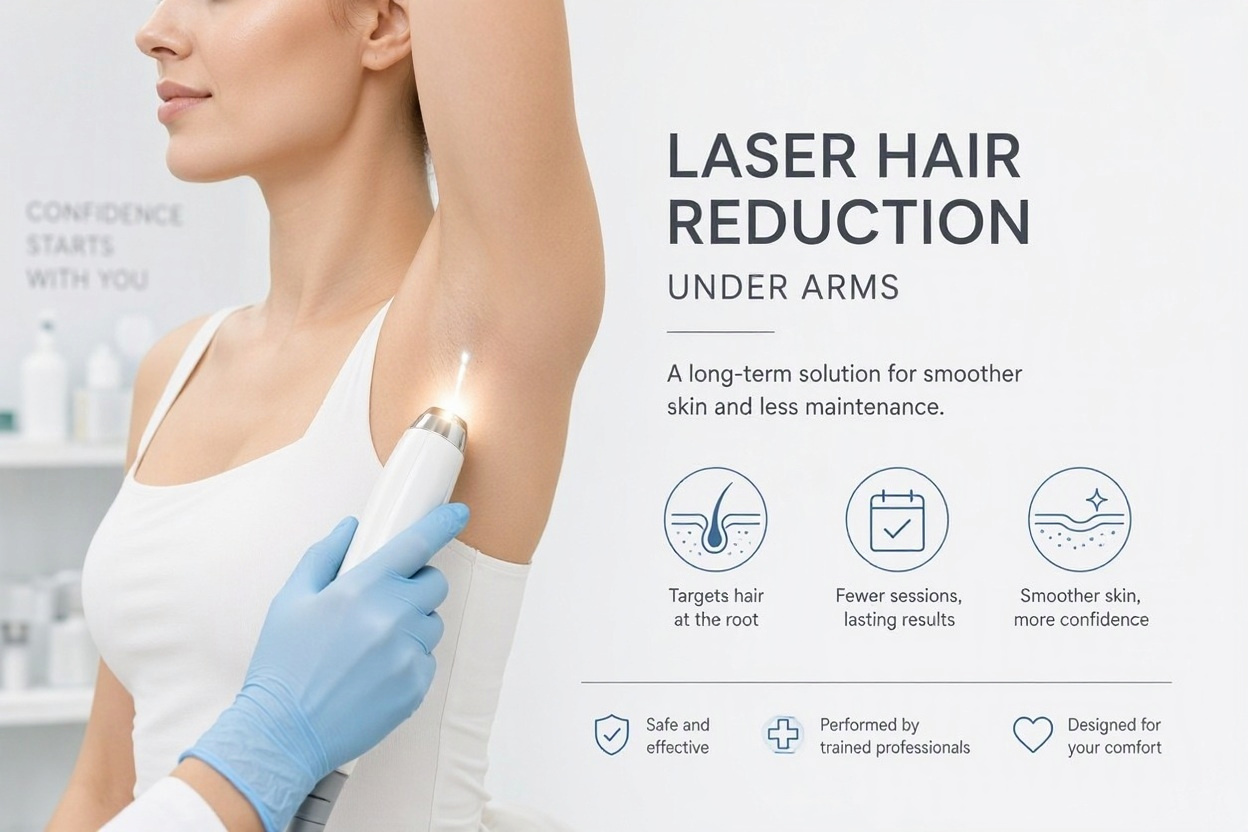 CONFIDENCE
STARTS
WITH YOU
LASER HAIR
REDUCTION
UNDER ARMS
A long-term solution for smoother
skin and less maintenance.
Targets hair
at the root
Fewer sessions,
lasting results
Smoother skin,
more confidence
Safe and
effective
Performed by
trained professionals
Designed for
your comfort